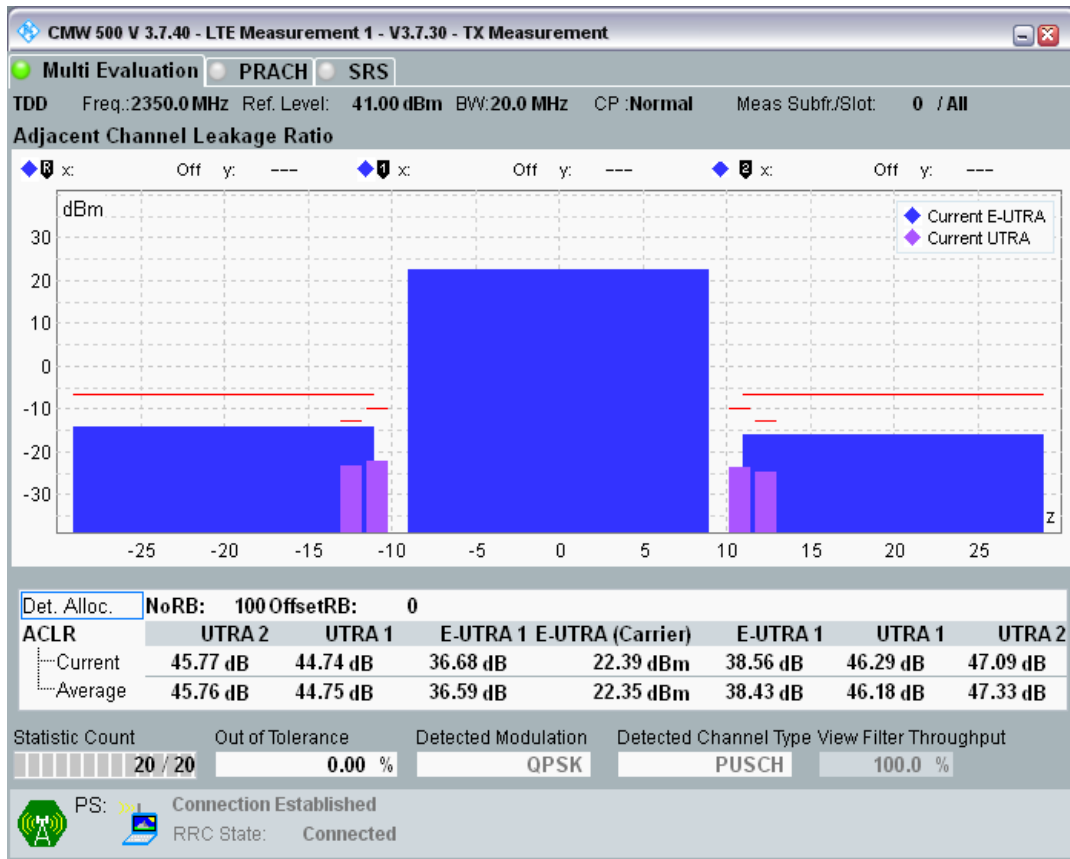 CMW 500 V 3.7.40 - LTE Measurement 1 - V3.7.30 - TX Measurement
Multi Evaluation PRACH SRS
TDD Freq.:2350.0 MHz Ref. Level: 41.00 dBm BW:20.0 MHz CP :Normal Meas Subfr./Slot: 0 / All
Adjacent Channel Leakage Ratio
R x: Off y: --- 1 x: Off y: --- 2 x: Off y: ---
dBm
Current E-UTRA
Current UTRA
30
20
10
0
-10
-20
-30
z
-25 -20 -15 -10 -5 0 5 10 15 20 25
Det. Alloc. NoRB: 100 OffsetRB: 0
ACLR UTRA 2 UTRA 1 E-UTRA 1 E-UTRA (Carrier) E-UTRA 1 UTRA 1 UTRA 2
Current 45.77 dB 44.74 dB 36.68 dB 22.39 dBm 38.56 dB 46.29 dB 47.09 dB
Average 45.76 dB 44.75 dB 36.59 dB 22.35 dBm 38.43 dB 46.18 dB 47.33 dB
Statistic Count Out of Tolerance Detected Modulation Detected Channel Type View Filter Throughput
20 / 20 0.00 % QPSK PUSCH 100.0 %
PS: Connection Established
RRC State: Connected